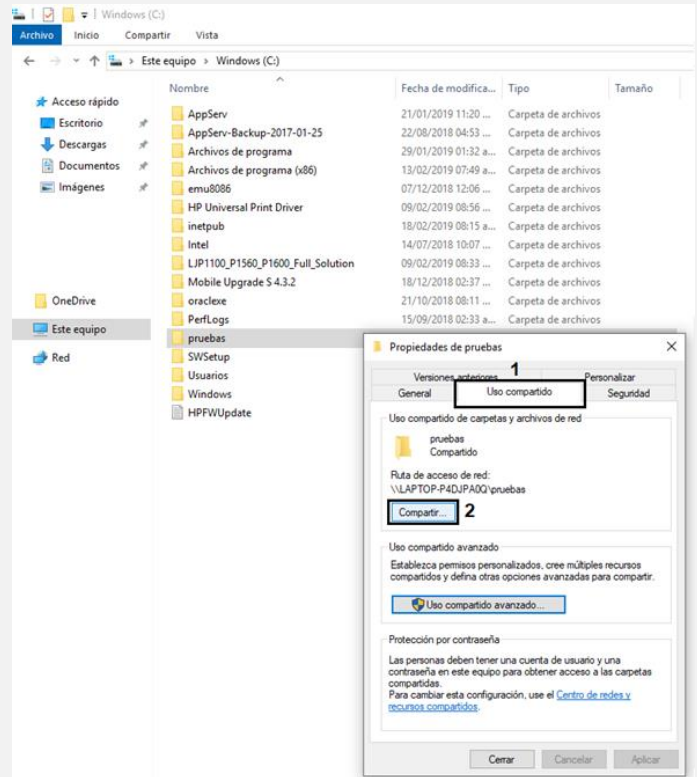 Windows (C:)
Archivo Inicio Compartir Vista
Este equipo > Windows (C:)
Nombre Fecha de modifica... Tipo Tamaño
Acceso rápido
Escritorio
Descargas
Documentos
Imágenes
OneDrive
Este equipo
Red
AppServ 21/01/2019 11:20 ... Carpeta de archivos
AppServ-Backup-2017-01-25 22/08/2018 04:53 ... Carpeta de archivos
Archivos de programa 29/01/2019 01:32 a... Carpeta de archivos
Archivos de programa (x86) 13/02/2019 07:49 a... Carpeta de archivos
emu8086 07/12/2018 12:06 ... Carpeta de archivos
HP Universal Print Driver 09/02/2019 08:56 ... Carpeta de archivos
inetpub 18/02/2019 08:15 a... Carpeta de archivos
Intel 14/07/2018 10:07 ... Carpeta de archivos
LJP1100_P1560_P1600_Full_Solution 09/02/2019 08:33 ... Carpeta de archivos
Mobile Upgrade S 4.3.2 18/12/2018 02:37 ... Carpeta de archivos
oraclexe 21/10/2018 08:11 ... Carpeta de archivos
PerfLogs 15/09/2018 02:33 a... Carpeta de archivos
pruebas
SWSetup
Usuarios
Windows
HPFWUpdate
Propiedades de pruebas
1
Versiones anteriores Personalizar
General Uso compartido Seguridad
Uso compartido de carpetas y archivos de red
pruebas
Compartido
Ruta de acceso de red:
\\LAPTOP-P4DJPA0Q\pruebas
Compartir... 2
Uso compartido avanzado
Establezca permisos personalizados, cree múltiples recursos
compartidos y defina otras opciones avanzadas para compartir.
Uso compartido avanzado...
Protección por contraseña
Las personas deben tener una cuenta de usuario y una
contraseña en este equipo para obtener acceso a las carpetas
compartidas.
Para cambiar esta configuración, use el Centro de redes y
recursos compartidos.
Cerrar Cancelar Aplicar